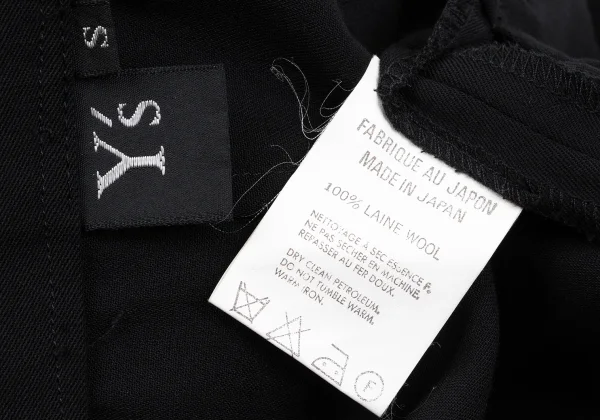 S
Y's
FABRIQUE AU JAPON
MADE IN JAPAN
100% LAINE WOOL
NETTOYAGE À SEC ESSENCE F.
NE PAS SÉCHER EN MACHINE.
REPASSER AU FER DOUX.
DRY CLEAN PETROLEUM.
DO NOT TUMBLE WARM.
WARM IRON.
F